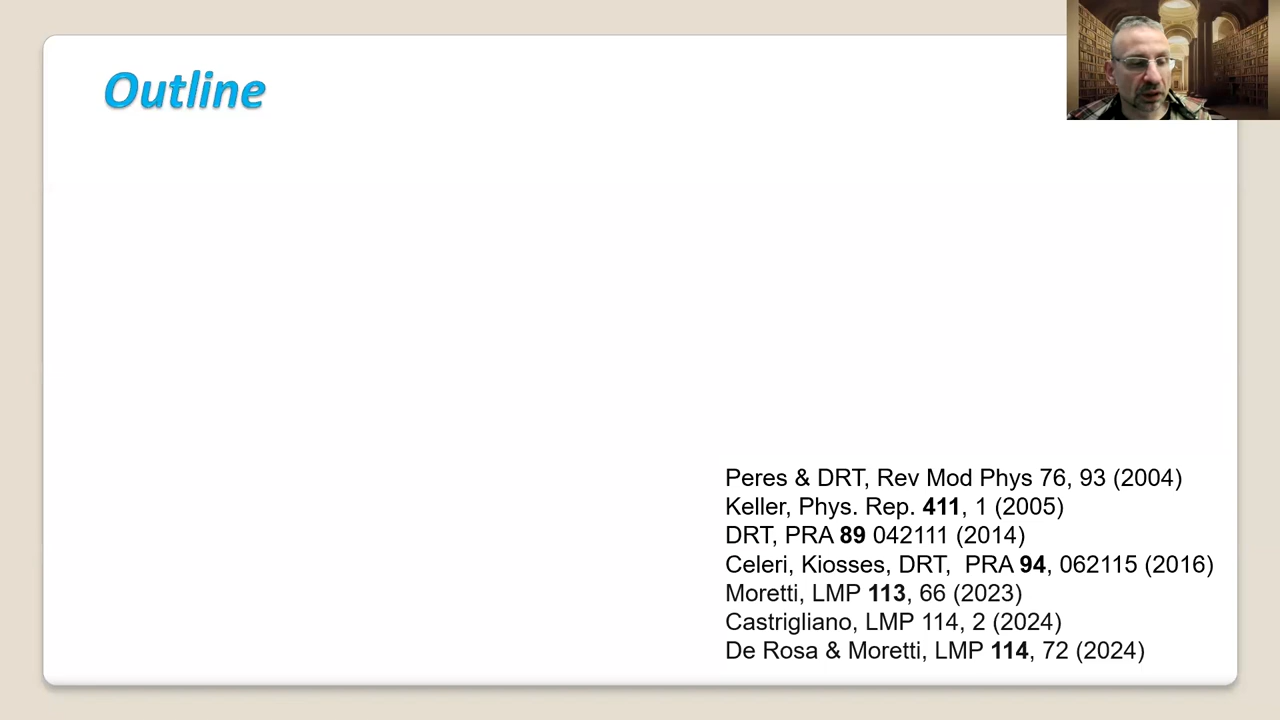 Outline
Peres & DRT, Rev Mod Phys 76, 93 (2004)
Keller, Phys. Rep. 411, 1 (2005)
DRT, PRA 89 042111 (2014)
Celeri, Kiosses, DRT, PRA 94, 062115 (2016)
Moretti, LMP 113, 66 (2023)
Castrigliano, LMP 114, 2 (2024)
De Rosa & Moretti, LMP 114, 72 (2024)